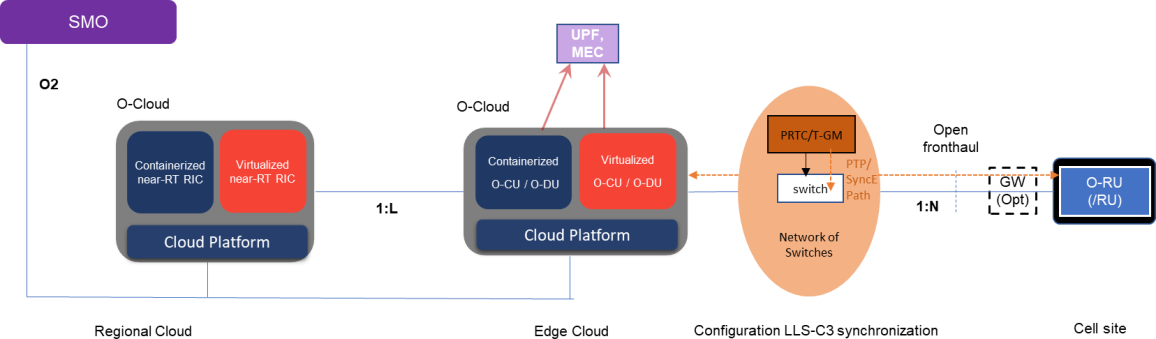 SMO
O2
O-Cloud
Containerized
near-RT RIC
Virtualized
near-RT RIC
Cloud Platform
1:L
UPF,
MEC
O-Cloud
Containerized
O-CU / O-DU
Virtualized
O-CU / O-DU
Cloud Platform
PRTC/T-GM
switch
PTP/
SyncE
Path
Network of
Switches
Open
fronthaul
1:N
GW
(Opt)
O-RU
(/RU)
Regional Cloud
Edge Cloud
Configuration LLS-C3 synchronization
Cell site